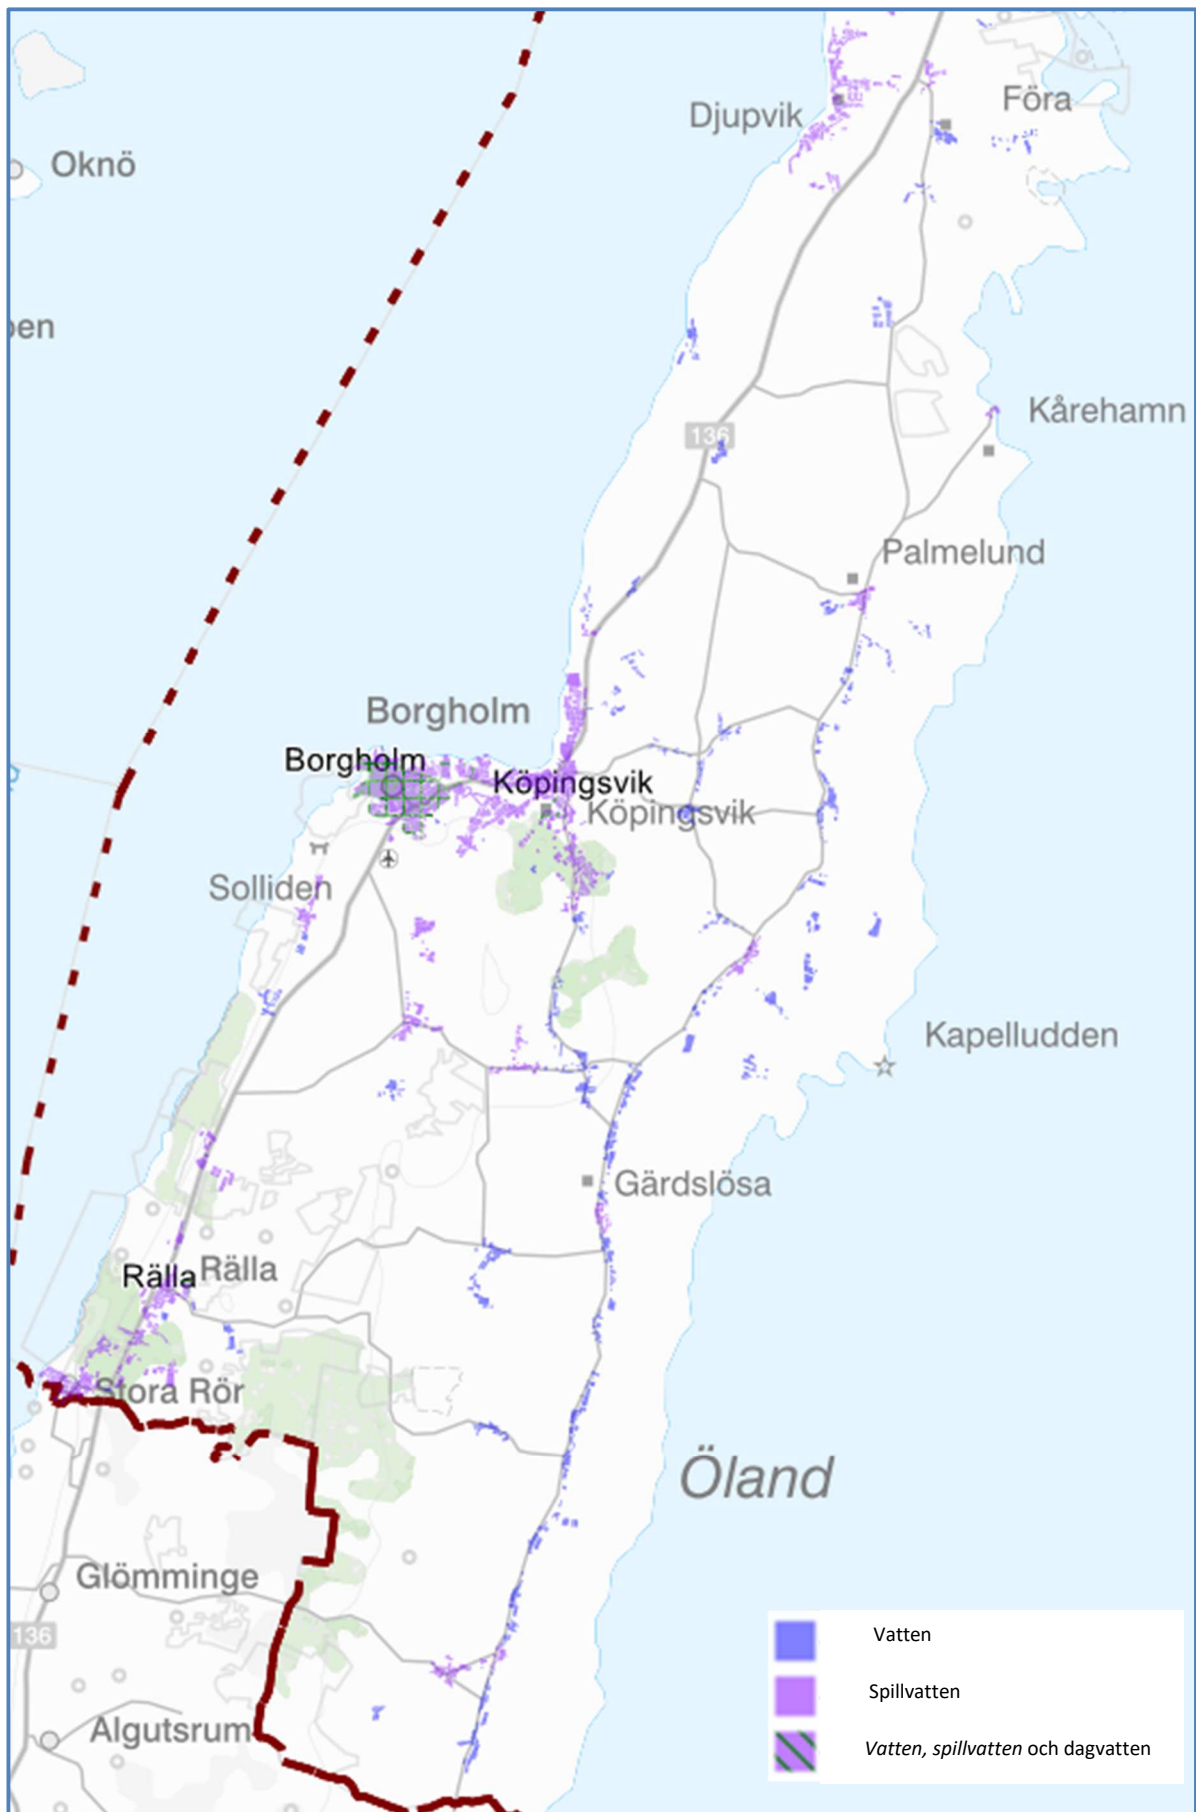 Föra
Djupvik
Oknö
en
Kårehamn
136
Palmelund
Borgholm
Borgholm
Köpingsvik
Köpingsvik
Solliden
Kapelludden
Gärdslösa
Rälla
Rälla
Stora Rör
Öland
Glömminge
136
Vatten
Spillvatten
Algutsrum
Vatten, spillvatten och dagvatten